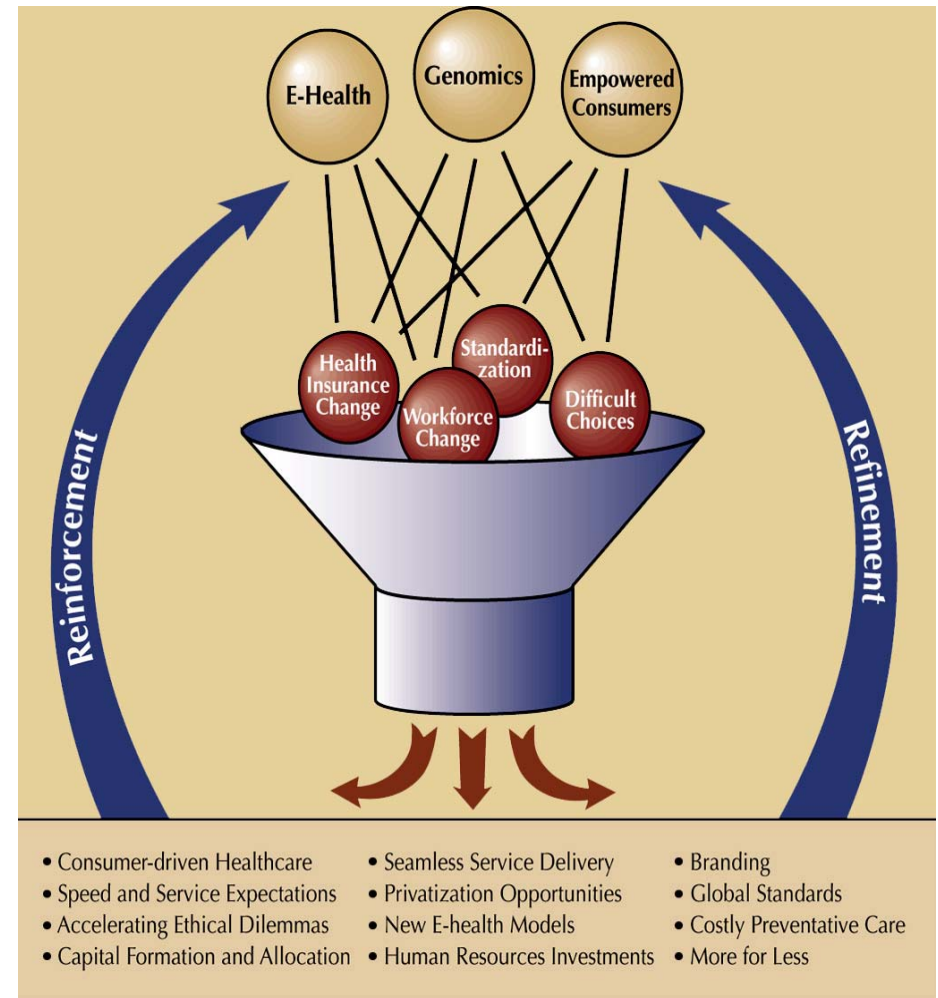 E-Health
Genomics
Empowered
Consumers
Health
Insurance
Change
Workforce
Change
Standardi-
zation
Difficult
Choices
Reinforcement
Refinement
• Consumer-driven Healthcare
• Speed and Service Expectations
• Accelerating Ethical Dilemmas
• Capital Formation and Allocation
• Seamless Service Delivery
• Privatization Opportunities
• New E-health Models
• Human Resources Investments
• Branding
• Global Standards
• Costly Preventative Care
• More for Less